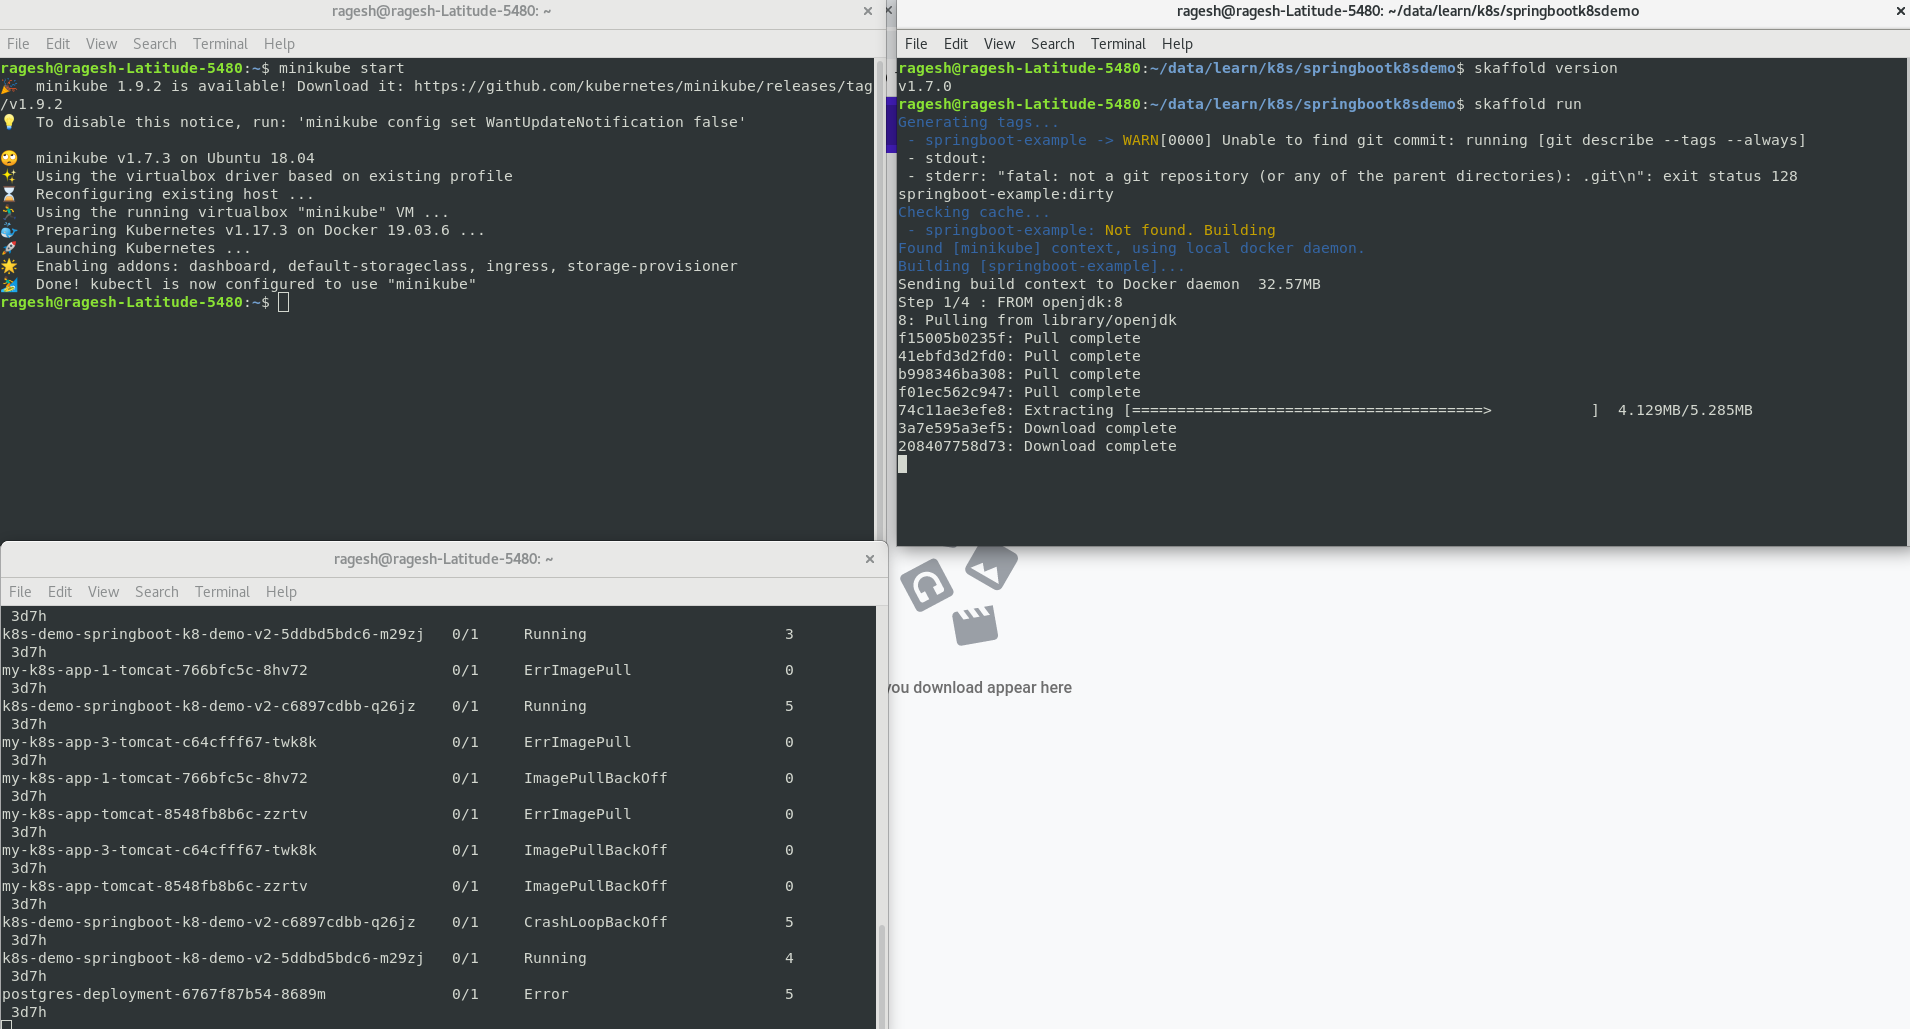 ragesh@ragesh-Latitude-5480: ~
File Edit View Search Terminal Help
ragesh@ragesh-Latitude-5480:~$ minikube start
🎉 minikube 1.9.2 is available! Download it: https://github.com/kubernetes/minikube/releases/tag
/v1.9.2
💡 To disable this notice, run: 'minikube config set WantUpdateNotification false'
🙄 minikube v1.7.3 on Ubuntu 18.04
✨ Using the virtualbox driver based on existing profile
⌛ Reconfiguring existing host ...
🏃 Using the running virtualbox "minikube" VM ...
🐳 Preparing Kubernetes v1.17.3 on Docker 19.03.6 ...
🚀 Launching Kubernetes ...
🌟 Enabling addons: dashboard, default-storageclass, ingress, storage-provisioner
🏄 Done! kubectl is now configured to use "minikube"
ragesh@ragesh-Latitude-5480:~$
ragesh@ragesh-Latitude-5480: ~/data/learn/k8s/springbootk8sdemo
File Edit View Search Terminal Help
ragesh@ragesh-Latitude-5480:~/data/learn/k8s/springbootk8sdemo$ skaffold version
v1.7.0
ragesh@ragesh-Latitude-5480:~/data/learn/k8s/springbootk8sdemo$ skaffold run
Generating tags...
 - springboot-example -> WARN[0000] Unable to find git commit: running [git describe --tags --always]
 - stdout:
 - stderr: "fatal: not a git repository (or any of the parent directories): .git\n": exit status 128
springboot-example:dirty
Checking cache...
 - springboot-example: Not found. Building
Found [minikube] context, using local docker daemon.
Building [springboot-example]...
Sending build context to Docker daemon  32.57MB
Step 1/4 : FROM openjdk:8
8: Pulling from library/openjdk
f15005b0235f: Pull complete
41ebfd3d2fd0: Pull complete
b998346ba308: Pull complete
f01ec562c947: Pull complete
74c11ae3efe8: Extracting [=======================================>           ]  4.129MB/5.285MB
3a7e595a3ef5: Download complete
208407758d73: Download complete
ragesh@ragesh-Latitude-5480: ~
File Edit View Search Terminal Help
 3d7h
k8s-demo-springboot-k8-demo-v2-5ddbd5bdc6-m29zj   0/1     Running   3
 3d7h
my-k8s-app-1-tomcat-766bfc5c-8hv72   0/1     ErrImagePull   0
 3d7h
k8s-demo-springboot-k8-demo-v2-c6897cdbb-q26jz   0/1     Running   5
 3d7h
my-k8s-app-3-tomcat-c64cfff67-twk8k   0/1     ErrImagePull   0
 3d7h
my-k8s-app-1-tomcat-766bfc5c-8hv72   0/1     ImagePullBackOff   0
 3d7h
my-k8s-app-tomcat-8548fb8b6c-zzrtv   0/1     ErrImagePull   0
 3d7h
my-k8s-app-3-tomcat-c64cfff67-twk8k   0/1     ImagePullBackOff   0
 3d7h
my-k8s-app-tomcat-8548fb8b6c-zzrtv   0/1     ImagePullBackOff   0
 3d7h
k8s-demo-springboot-k8-demo-v2-c6897cdbb-q26jz   0/1     CrashLoopBackOff   5
 3d7h
k8s-demo-springboot-k8-demo-v2-5ddbd5bdc6-m29zj   0/1     Running   4
 3d7h
postgres-deployment-6767f87b54-8689m   0/1     Error   5
 3d7h
you download appear here